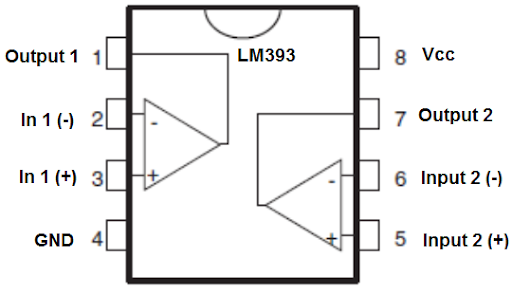 Output 1 1 LM393 8 Vcc
In 1 (-) 2 - 7 Output 2
In 1 (+) 3 + - 6 Input 2 (-)
GND 4 + 5 Input 2 (+)